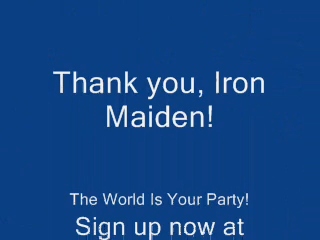 Thank you, Iron
Maiden!
The World Is Your Party!
Sign up now at